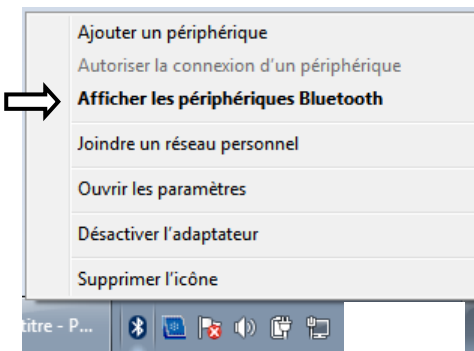 Ajouter un périphérique
Autoriser la connexion d'un périphérique
Afficher les périphériques Bluetooth
Joindre un réseau personnel
Ouvrir les paramètres
Désactiver l'adaptateur
Supprimer l'icône
titre - P...